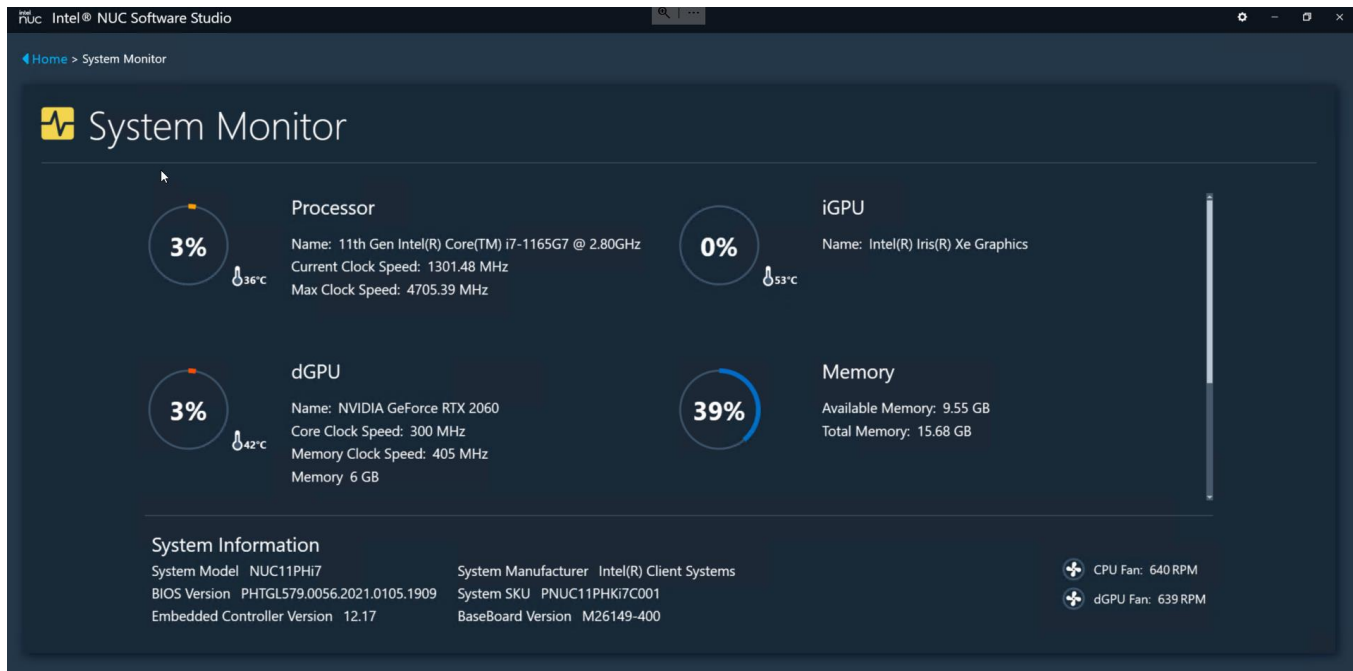 intel nuc Intel® NUC Software Studio
Home > System Monitor
System Monitor
3%
36°C
Processor
Name: 11th Gen Intel(R) Core(TM) i7-1165G7 @ 2.80GHz
Current Clock Speed: 1301.48 MHz
Max Clock Speed: 4705.39 MHz
0%
53°C
iGPU
Name: Intel(R) Iris(R) Xe Graphics
3%
42°C
dGPU
Name: NVIDIA GeForce RTX 2060
Core Clock Speed: 300 MHz
Memory Clock Speed: 405 MHz
Memory 6 GB
39%
Memory
Available Memory: 9.55 GB
Total Memory: 15.68 GB
System Information
System Model NUC11PHi7
BIOS Version PHTGL579.0056.2021.0105.1909
Embedded Controller Version 12.17
System Manufacturer Intel(R) Client Systems
System SKU PNUC11PHKi7C001
BaseBoard Version M26149-400
CPU Fan: 640 RPM
dGPU Fan: 639 RPM